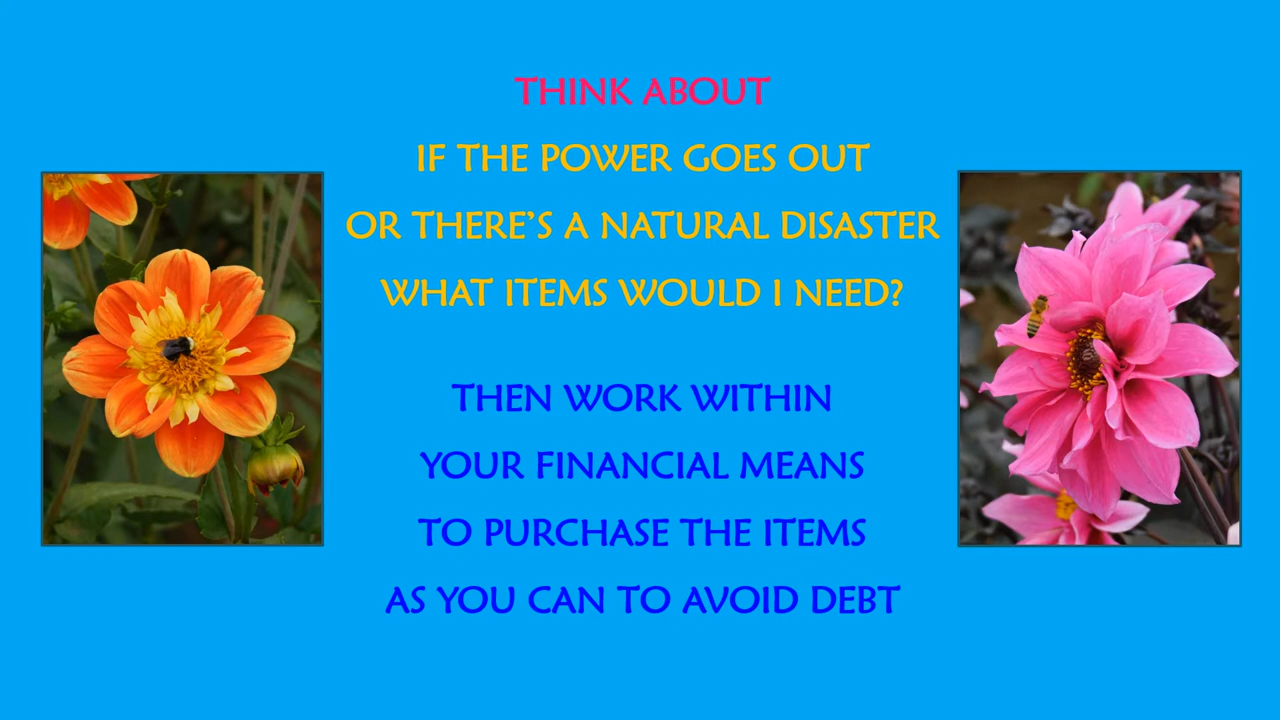 THINK ABOUT
IF THE POWER GOES OUT
OR THERE’S A NATURAL DISASTER
WHAT ITEMS WOULD I NEED?
THEN WORK WITHIN
YOUR FINANCIAL MEANS
TO PURCHASE THE ITEMS
AS YOU CAN TO AVOID DEBT